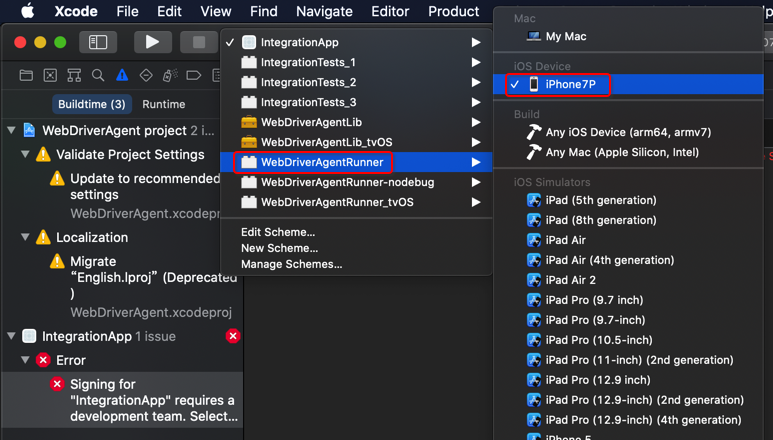 Xcode File Edit View Find Navigate Editor Product
Buildtime (3) Runtime
WebDriverAgent project 2 i...
Validate Project Settings
Update to recommended
settings
WebDriverAgent.xcodepr
Localization
Migrate
“English.lproj” (Deprecated
)
WebDriverAgent.xcodeproj
IntegrationApp 1 issue
Error
Signing for
"IntegrationApp" requires a
development team. Select...
IntegrationApp
IntegrationTests_1
IntegrationTests_2
IntegrationTests_3
WebDriverAgentLib
WebDriverAgentLib_tvOS
WebDriverAgentRunner
WebDriverAgentRunner-nodebug
WebDriverAgentRunner_tvOS
Edit Scheme...
New Scheme...
Manage Schemes...
Mac
My Mac
iOS Device
iPhone7P
Build
Any iOS Device (arm64, armv7)
Any Mac (Apple Silicon, Intel)
iOS Simulators
iPad (5th generation)
iPad (8th generation)
iPad Air
iPad Air (4th generation)
iPad Air 2
iPad Pro (9.7 inch)
iPad Pro (9.7-inch)
iPad Pro (10.5-inch)
iPad Pro (11-inch) (2nd generation)
iPad Pro (12.9 inch)
iPad Pro (12.9-inch) (2nd generation)
iPad Pro (12.9-inch) (4th generation)
iPhone 5